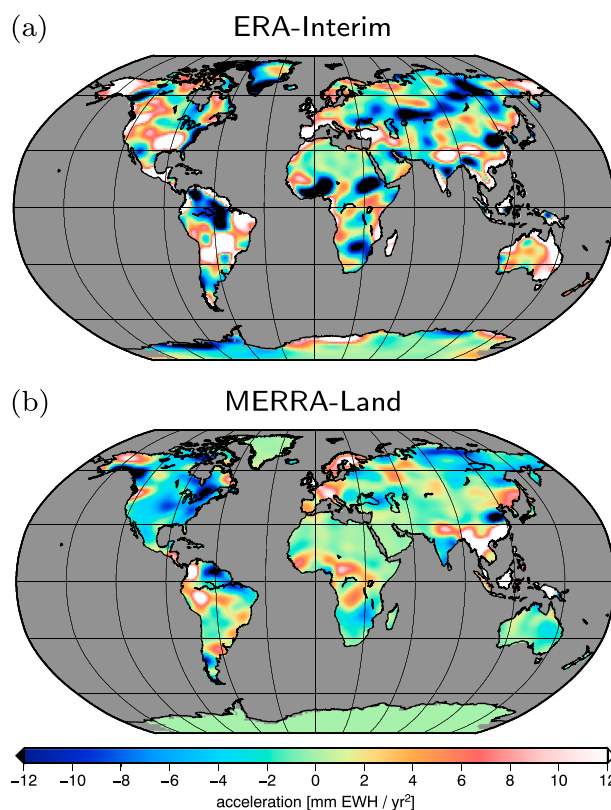 (a) ERA-Interim
(b) MERRA-Land
−12 −10 −8 −6 −4 −2 0 2 4 6 8 10 12
acceleration [mm EWH / yr²]